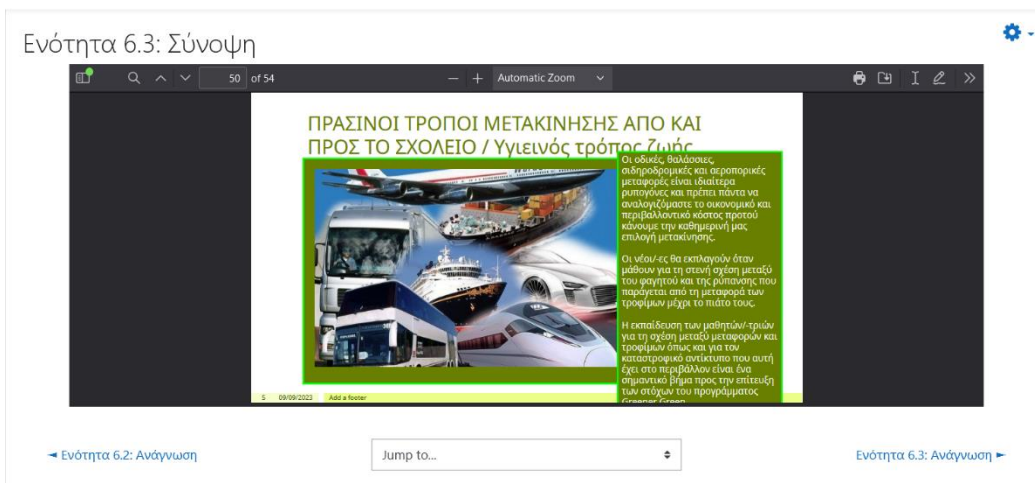 Ενότητα 6.3: Σύνοψη
50 of 54
Automatic Zoom
ΠΡΑΣΙΝΟΙ ΤΡΟΠΟΙ ΜΕΤΑΚΙΝΗΣΗΣ ΑΠΟ ΚΑΙ
ΠΡΟΣ ΤΟ ΣΧΟΛΕΙΟ / Υγιεινός τρόπος ζωής
Οι οδικές, θαλάσσιες,
σιδηροδρομικές και αεροπορικές
μεταφορές είναι ιδιαίτερα
ρυπογόνες και πρέπει πάντα να
αναλογιζόμαστε το οικονομικό και
περιβαλλοντικό κόστος προτού
κάνουμε την καθημερινή μας
επιλογή μετακίνησης.
Οι νέοι/-ες θα εκπλαγούν όταν
μάθουν για τη στενή σχέση μεταξύ
του φαγητού και της ρύπανσης που
παράγεται από τη μεταφορά των
τροφίμων μέχρι το πιάτο τους.
Η εκπαίδευση των μαθητών/-τριών
για τη σχέση μεταξύ μεταφορών και
τροφίμων όπως και για τον
καταστροφικό αντίκτυπο που αυτή
έχει στο περιβάλλον είναι ένα
σημαντικό βήμα προς την επίτευξη
των στόχων του προγράμματος
Greener Green
S 09/09/2023 Add a footer
◄ Ενότητα 6.2: Ανάγνωση
Jump to...
Ενότητα 6.3: Ανάγνωση ►